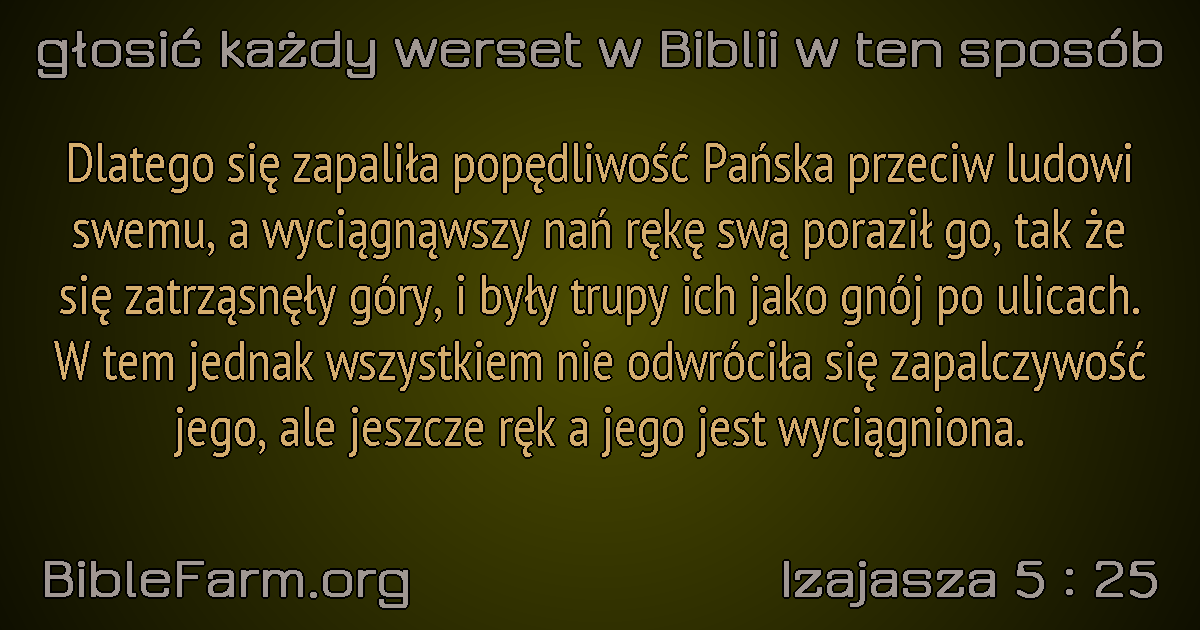 głosić każdy werset w Biblii w ten sposób
Dlatego się zapaliła popędliwość Pańska przeciw ludowi
swemu, a wyciągnąwszy nań rękę swą poraził go, tak że
się zatrząsnęły góry, i były trupy ich jako gnój po ulicach.
W tem jednak wszystkiem nie odwróciła się zapalczywość
jego, ale jeszcze ręk a jego jest wyciągniona.
BibleFarm.org
Izajasza 5 : 25